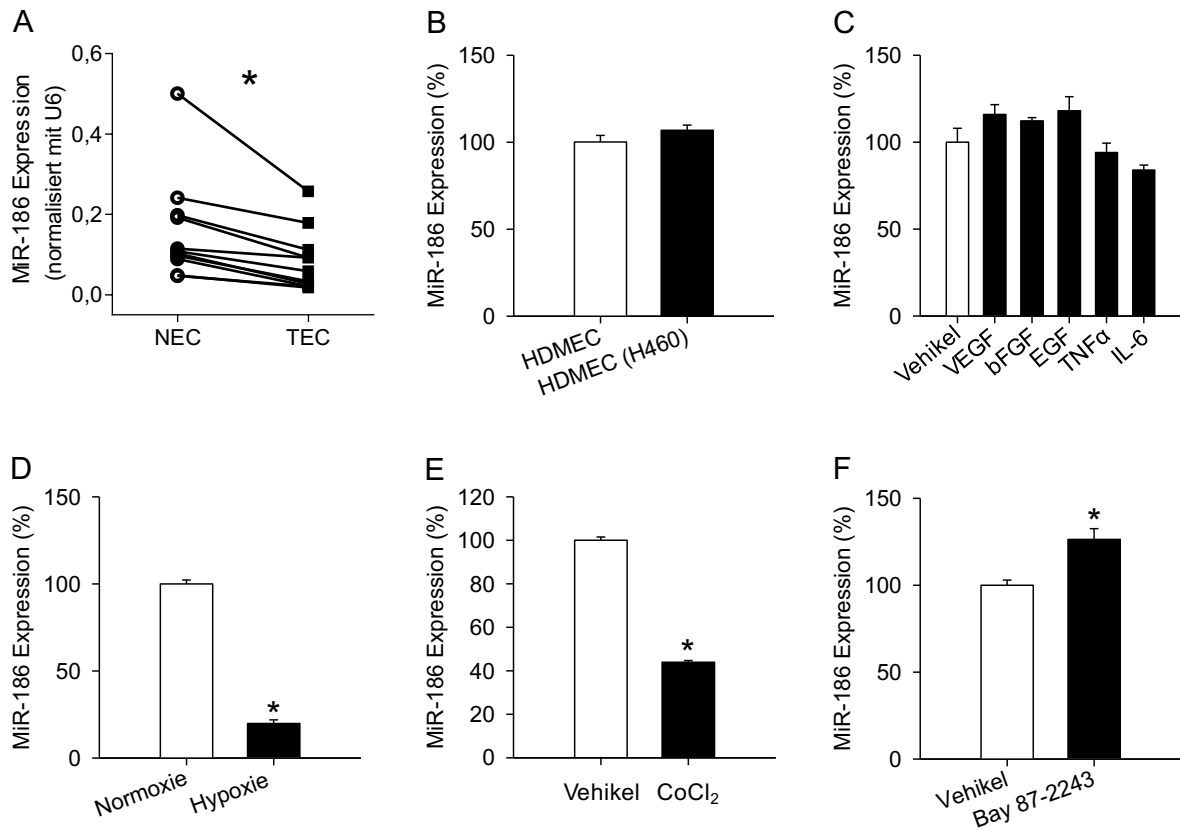 A
MiR-186 Expression
(normalisiert mit U6)
0,6
0,4
0,2
0,0
*
NEC
TEC
B
MiR-186 Expression (%)
150
100
50
0
HDMEC
HDMEC (H460)
C
MiR-186 Expression (%)
150
100
50
0
Vehikel
VEGF
bFGF
EGF
TNFα
IL-6
D
MiR-186 Expression (%)
150
100
50
0
*
Normoxie
Hypoxie
E
MiR-186 Expression (%)
120
100
80
60
40
20
0
*
Vehikel
CoCl₂
F
MiR-186 Expression (%)
150
100
50
0
*
Vehikel
Bay 87-2243